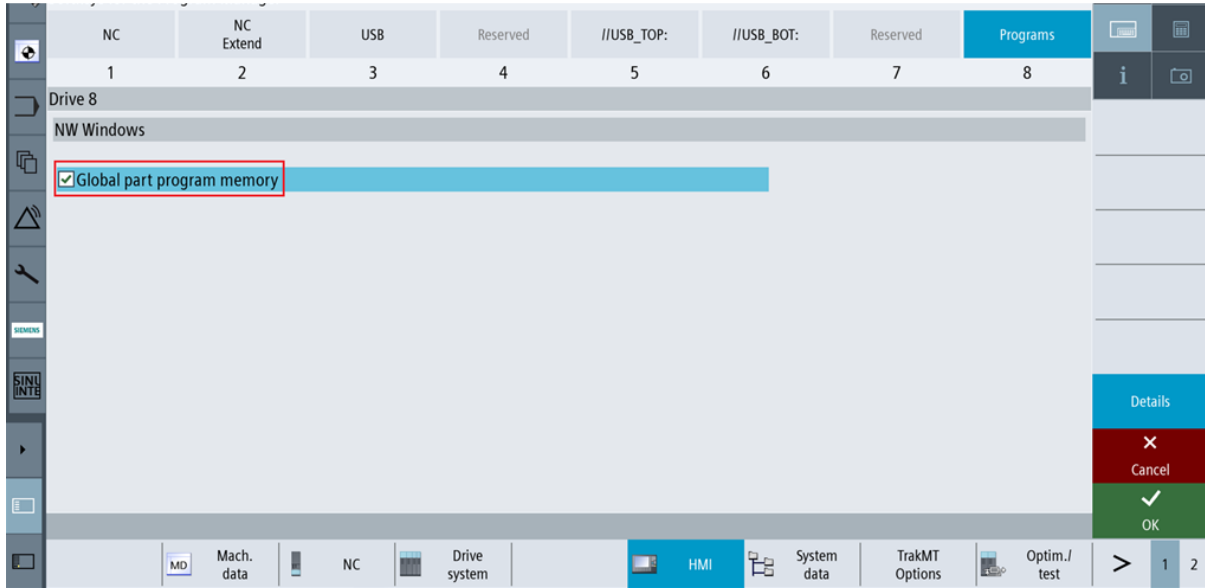 NC
NC
Extend
USB
Reserved
//USB_TOP:
//USB_BOT:
Reserved
Programs
1 2 3 4 5 6 7 8
Drive 8
NW Windows
Global part program memory
SIEMENS
SINU
INTE
i
Details
Cancel
OK
MD
Mach.
data
NC
Drive
system
HMI
System
data
TrakMT
Options
Optim./
test
> 1 2